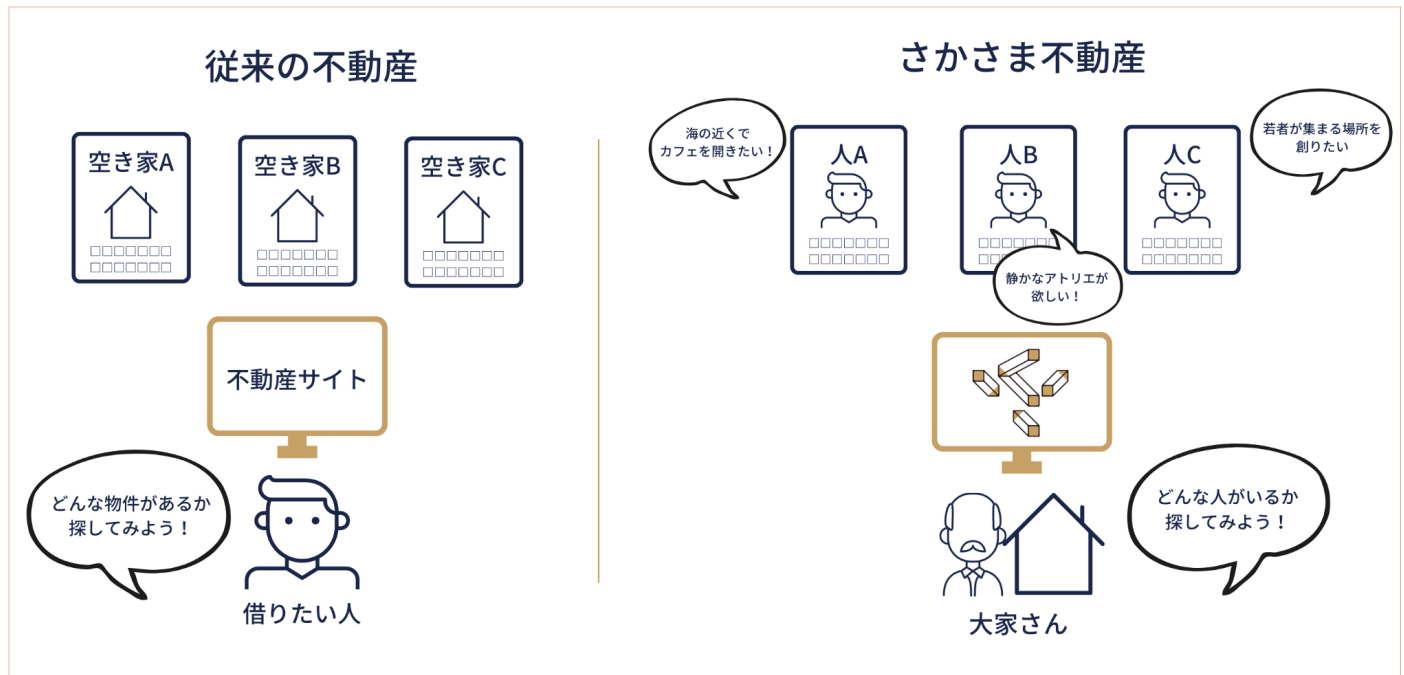 従来の不動産
空き家A
□□□□□□□
□□□□□□□
空き家B
□□□□□□□
□□□□□□□
空き家C
□□□□□□□
□□□□□□□
不動産サイト
どんな物件があるか
探してみよう！
借りたい人
さかさま不動産
海の近くで
カフェを開きたい！
人A
□□□□□□□
□□□□□□□
人B
静かなアトリエが
欲しい！
人C
□□□□□□□
□□□□□□□
若者が集まる場所を
創りたい
どんな人がいるか
探してみよう！
大家さん